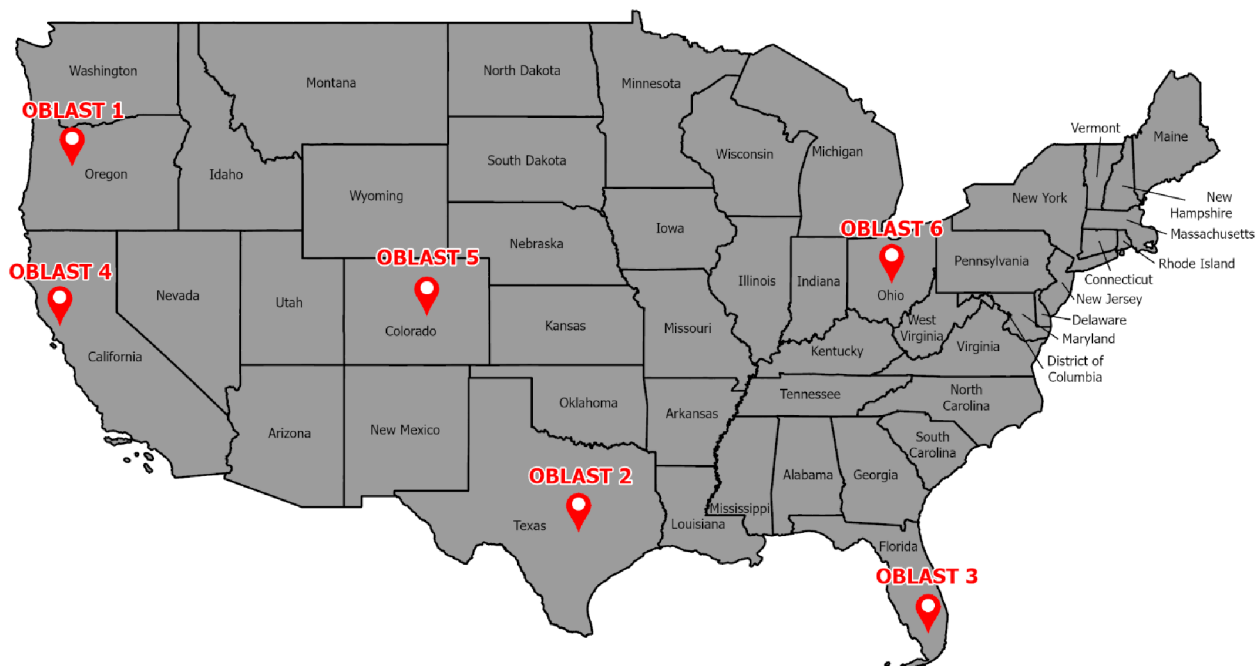 Washington
Montana
North Dakota
Minnesota
OBLAST 1
Vermont
Maine
Wisconsin
Michigan
South Dakota
Oregon
Idaho
Wyoming
New York
New
Hampshire
OBLAST 6
Iowa
Massachusetts
Nebraska
OBLAST 5
OBLAST 4
Pennsylvania
Rhode Island
Connecticut
Nevada
Utah
Illinois
Indiana
Ohio
New Jersey
Colorado
Kansas
Missouri
West
Virginia
Delaware
Maryland
California
Kentucky
Virginia
District of
Columbia
Tennessee
North
Carolina
Oklahoma
Arkansas
Arizona
New Mexico
South
Carolina
OBLAST 2
Alabama
Georgia
Mississippi
Texas
Louisiana
Florida
OBLAST 3